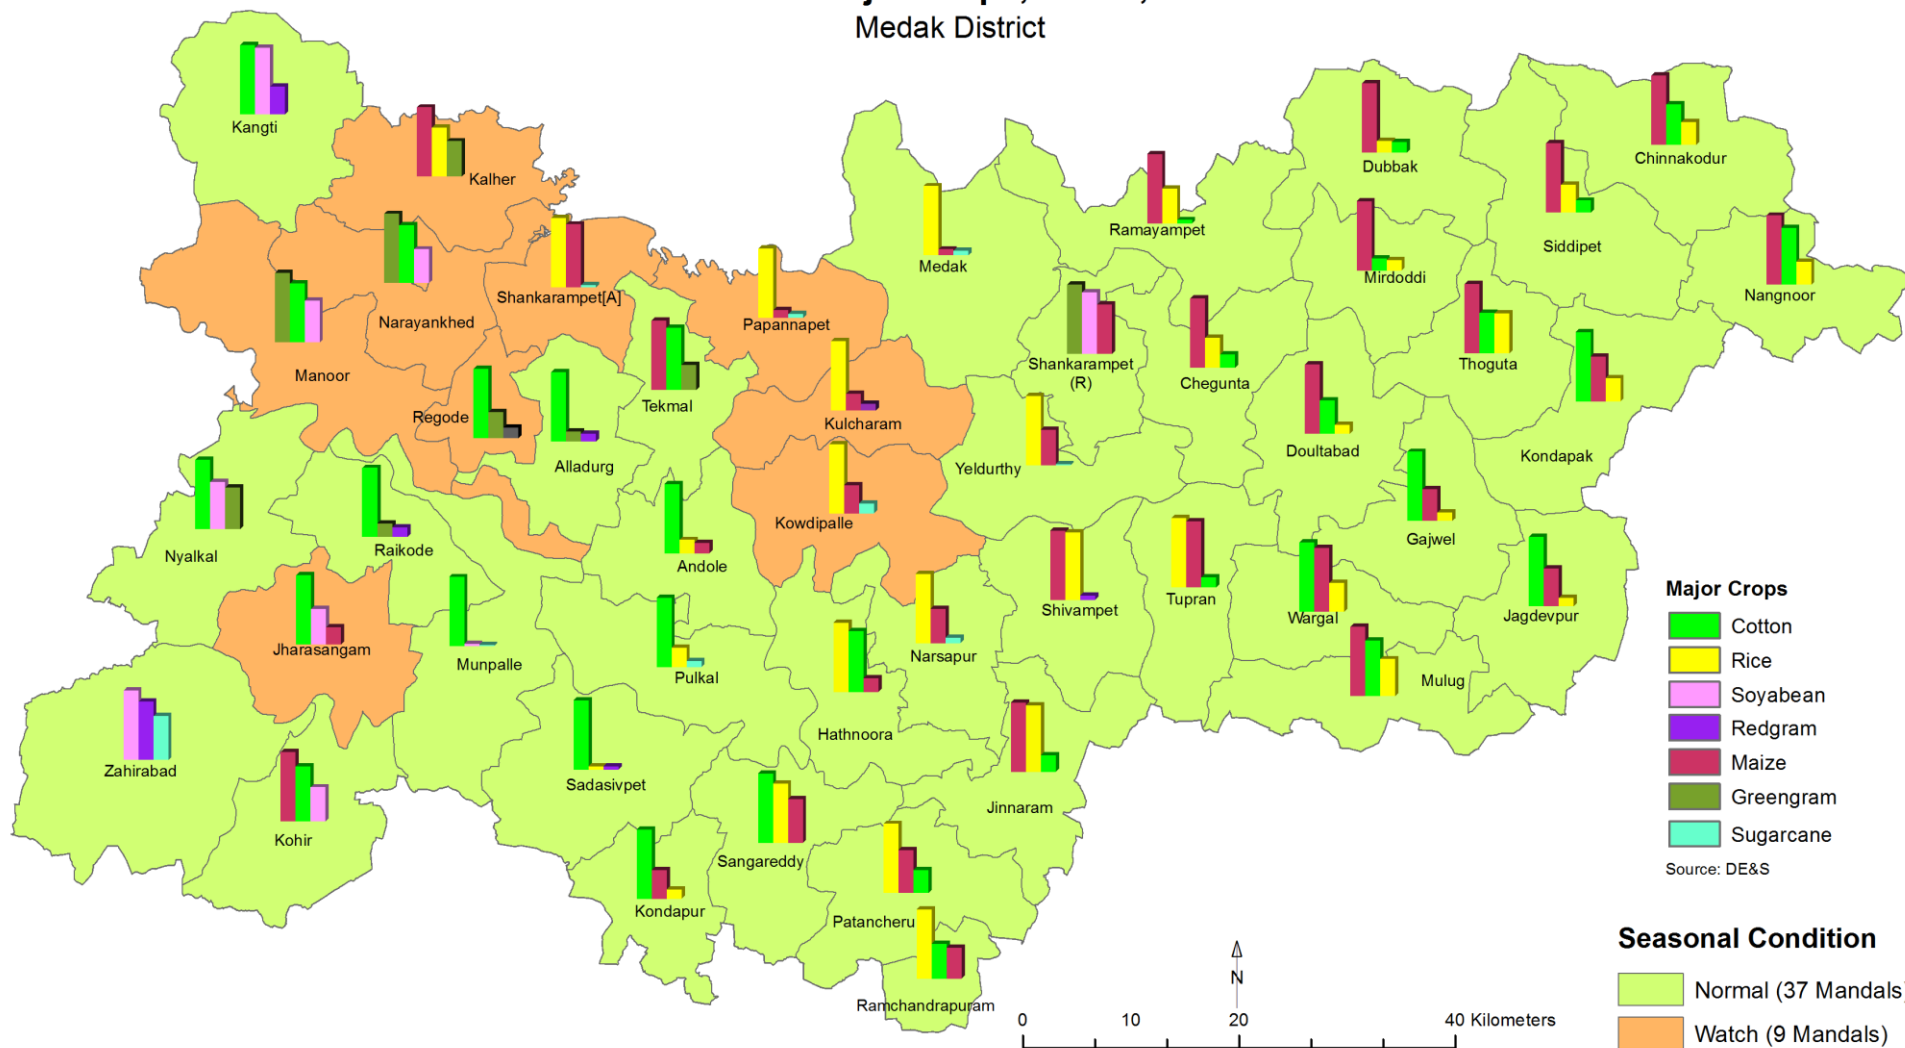 Medak District
Kangti
Kalher
Dubbak
Chinnakodur
Ramayampet
Siddipet
Medak
Mirdoddi
Nangnoor
Shankarampet[A]
Narayankhed
Papannapet
Manoor
Shankarampet
(R)
Chegunta
Thoguta
Tekmal
Regode
Kulcharam
Doultabad
Kondapak
Alladurg
Yeldurthy
Kowdipalle
Nyalkal
Raikode
Andole
Gajwel
Shivampet
Tupran
Wargal
Jagdevpur
Jharasangam
Munpalle
Pulkal
Narsapur
Mulug
Hathnoora
Zahirabad
Sadasivpet
Jinnaram
Kohir
Sangareddy
Kondapur
Patancheru
Ramchandrapuram
Major Crops
Cotton
Rice
Soyabean
Redgram
Maize
Greengram
Sugarcane
Source: DE&S
Seasonal Condition
Normal (37 Mandals)
Watch (9 Mandals)
N
0 10 20 40 Kilometers